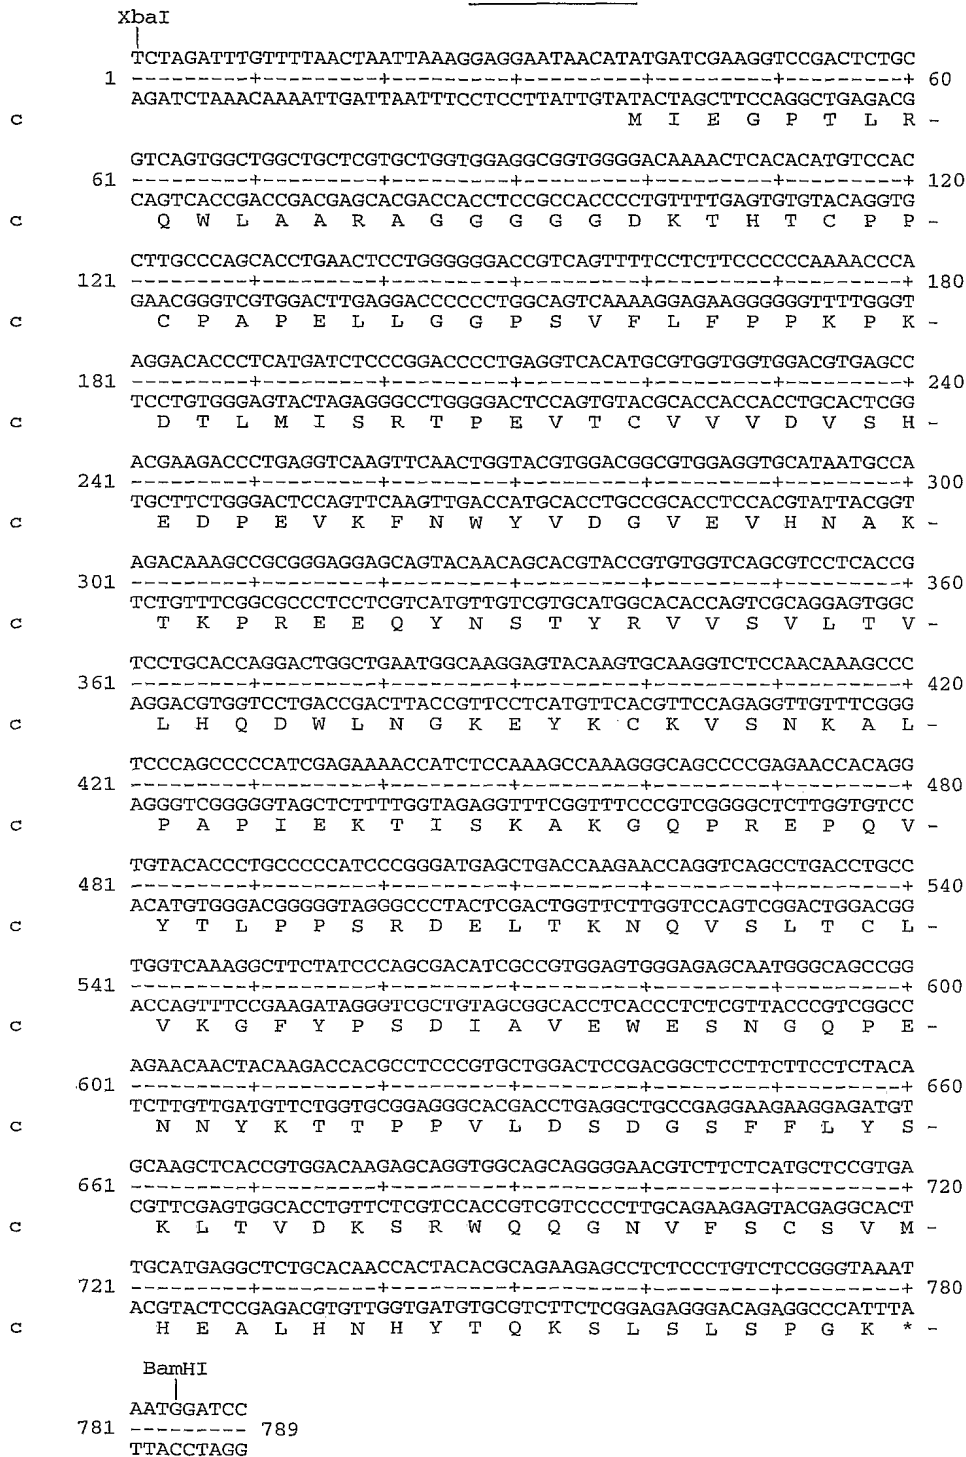 XbaI
TCTAGATTTGTTTTAACTAATTAAAGGAGGAATAACATATGATCGAAGGTCCGACTCTGC
1 ---------+---------+---------+---------+---------+---------+ 60
AGATCTAAACAAAATTGATTAATTTCCTCCTTATTGTATACTAGCTTCCAGGCTGAGACG
c M I E G P T L R -
GTCAGTGGCTGGCTGCTCGTGCTGGTGGAGGCGGTGGGGACAAAACTCACACATGTCCAC
61 ---------+---------+---------+---------+---------+---------+ 120
CAGTCACCGACCGACGAGCACGACCACCTCCGCCACCCCTGTTTTGAGTGTGTACAGGTG
c Q W L A A R A G G G G G D K T H T C P P -
CTTGCCCAGCACCTGAACTCCTGGGGGGACCGTCAGTTTTCCTCTTCCCCCCAAAACCCA
121 ---------+---------+---------+---------+---------+---------+ 180
GAACGGGTCGTGGACTTGAGGACCCCCCTGGCAGTCAAAAGGAGAAGGGGGGTTTTGGGT
c C P A P E L L G G P S V F L F P P K P K -
AGGACACCCTCATGATCTCCCGGACCCCTGAGGTCACATGCGTGGTGGTGGACGTGAGCC
181 ---------+---------+---------+---------+---------+---------+ 240
TCCTGTGGGAGTACTAGAGGGCCTGGGGACTCCAGTGTACGCACCACCACCTGCACTCGG
c D T L M I S R T P E V T C V V V D V S H -
ACGAAGACCCTGAGGTCAAGTTCAACTGGTACGTGGACGGCGTGGAGGTGCATAATGCCA
241 ---------+---------+---------+---------+---------+---------+ 300
TGCTTCTGGGACTCCAGTTCAAGTTGACCATGCACCTGCCGCACCTCCACGTATTACGGT
c E D P E V K F N W Y V D G V E V H N A K -
AGACAAAGCCGCGGGAGGAGCAGTACAACAGCACGTACCGTGTGGTCAGCGTCCTCACCG
301 ---------+---------+---------+---------+---------+---------+ 360
TCTGTTTCGGCGCCCTCCTCGTCATGTTGTCGTGCATGGCACACCAGTCGCAGGAGTGGC
c T K P R E E Q Y N S T Y R V V S V L T V -
TCCTGCACCAGGACTGGCTGAATGGCAAGGAGTACAAGTGCAAGGTCTCCAACAAAGCCC
361 ---------+---------+---------+---------+---------+---------+ 420
AGGACGTGGTCCTGACCGACTTACCGTTCCTCATGTTCACGTTCCAGAGGTTGTTTCGGG
c L H Q D W L N G K E Y K C K V S N K A L -
TCCCAGCCCCCATCGAGAAAACCATCTCCAAAGCCAAAGGGCAGCCCCGAGAACCACAGG
421 ---------+---------+---------+---------+---------+---------+ 480
AGGGTCGGGGGTAGCTCTTTTGGTAGAGGTTTCGGTTTCCCGTCGGGGCTCTTGGTGTCC
c P A P I E K T I S K A K G Q P R E P Q V -
TGTACACCCTGCCCCCATCCCGGGATGAGCTGACCAAGAACCAGGTCAGCCTGACCTGCC
481 ---------+---------+---------+---------+---------+---------+ 540
ACATGTGGGACGGGGGTAGGGCCCTACTCGACTGGTTCTTGGTCCAGTCGGACTGGACGG
c Y T L P P S R D E L T K N Q V S L T C L -
TGGTCAAAGGCTTCTATCCCAGCGACATCGCCGTGGAGTGGGAGAGCAATGGGCAGCCGG
541 ---------+---------+---------+---------+---------+---------+ 600
ACCAGTTTCCGAAGATAGGGTCGCTGTAGCGGCACCTCACCCTCTCGTTACCCGTCGGCC
c V K G F Y P S D I A V E W E S N G Q P E -
AGAACAACTACAAGACCACGCCTCCCGTGCTGGACTCCGACGGCTCCTTCTTCCTCTACA
601 ---------+---------+---------+---------+---------+---------+ 660
TCTTGTTGATGTTCTGGTGCGGAGGGCACGACCTGAGGCTGCCGAGGAAGAAGGAGATGT
c N N Y K T T P P V L D S D G S F F L Y S -
GCAAGCTCACCGTGGACAAGAGCAGGTGGCAGCAGGGGAACGTCTTCTCATGCTCCGTGA
661 ---------+---------+---------+---------+---------+---------+ 720
CGTTCGAGTGGCACCTGTTCTCGTCCACCGTCGTCCCCTTGCAGAAGAGTACGAGGCACT
c K L T V D K S R W Q Q G N V F S C S V M -
TGCATGAGGCTCTGCACAACCACTACACGCAGAAGAGCCTCTCCCTGTCTCCGGGTAAAT
721 ---------+---------+---------+---------+---------+---------+ 780
ACGTACTCCGAGACGTGTTGGTGATGTGCGTCTTCTCGGAGAGGGACAGAGGCCCATTTA
c H E A L H N H Y T Q K S L S L S P G K * -
BamHI
AATGGATCC
781 --------- 789
TTACCTAGG